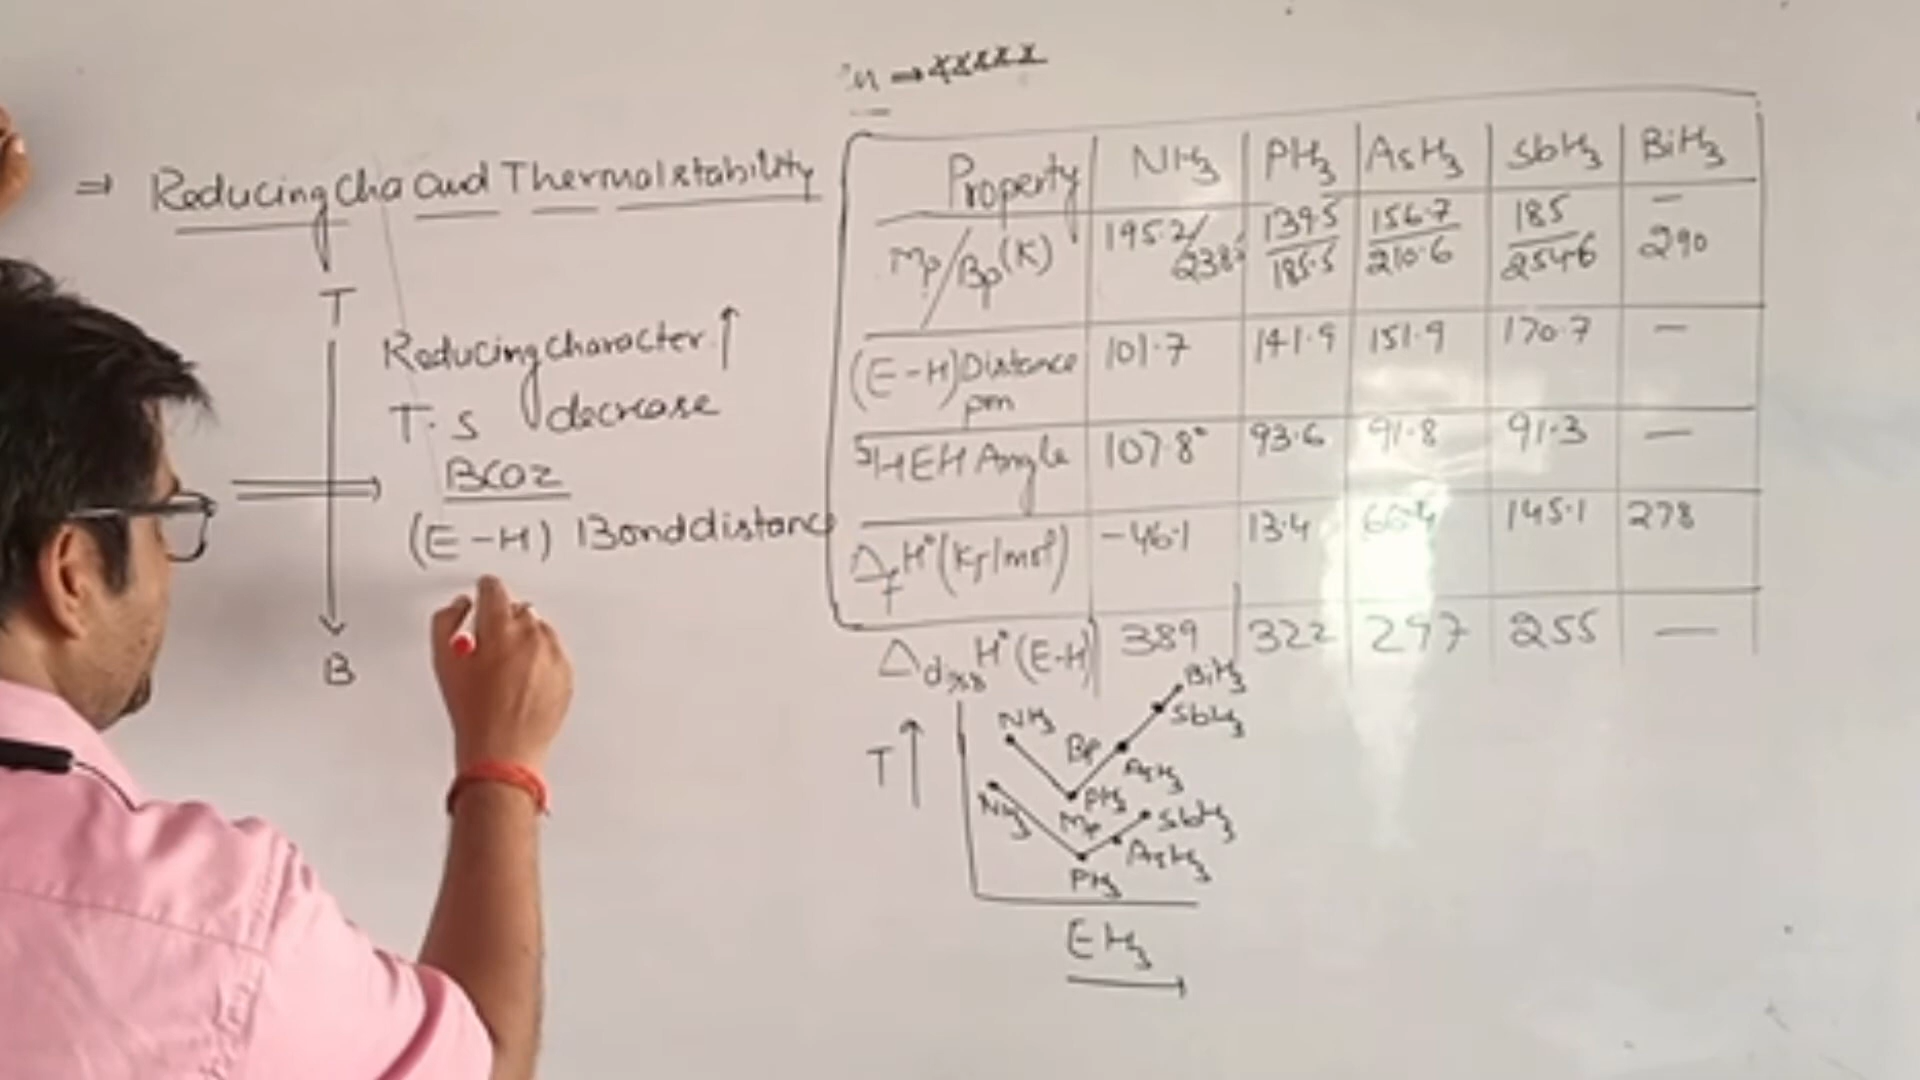 ⇒ Reducing Cha and Thermal stability
T
Reducing character ↑
T.S decrease
BCOZ
(E-H) Bond distance
B
Property NH3 PH3 AsH3 SbH3 BiH3
Mp/Bp(K) 195.2/238. 139.5/185.5 156.7/210.6 185/254.6 —/290
(E-H) Distance pm 101.7 141.9 151.9 170.7 —
HEH Angle 107.8° 93.6 91.8 91.3 —
ΔfH°(KJ/mol) -46.1 13.4 66.4 145.1 278
ΔdissH°(E-H) 389 322 297 255 —
T↑
NH3 Bp PH3 AsH3 SbH3 BiH3
NH3 Mp PH3 AsH3 SbH3
EH3